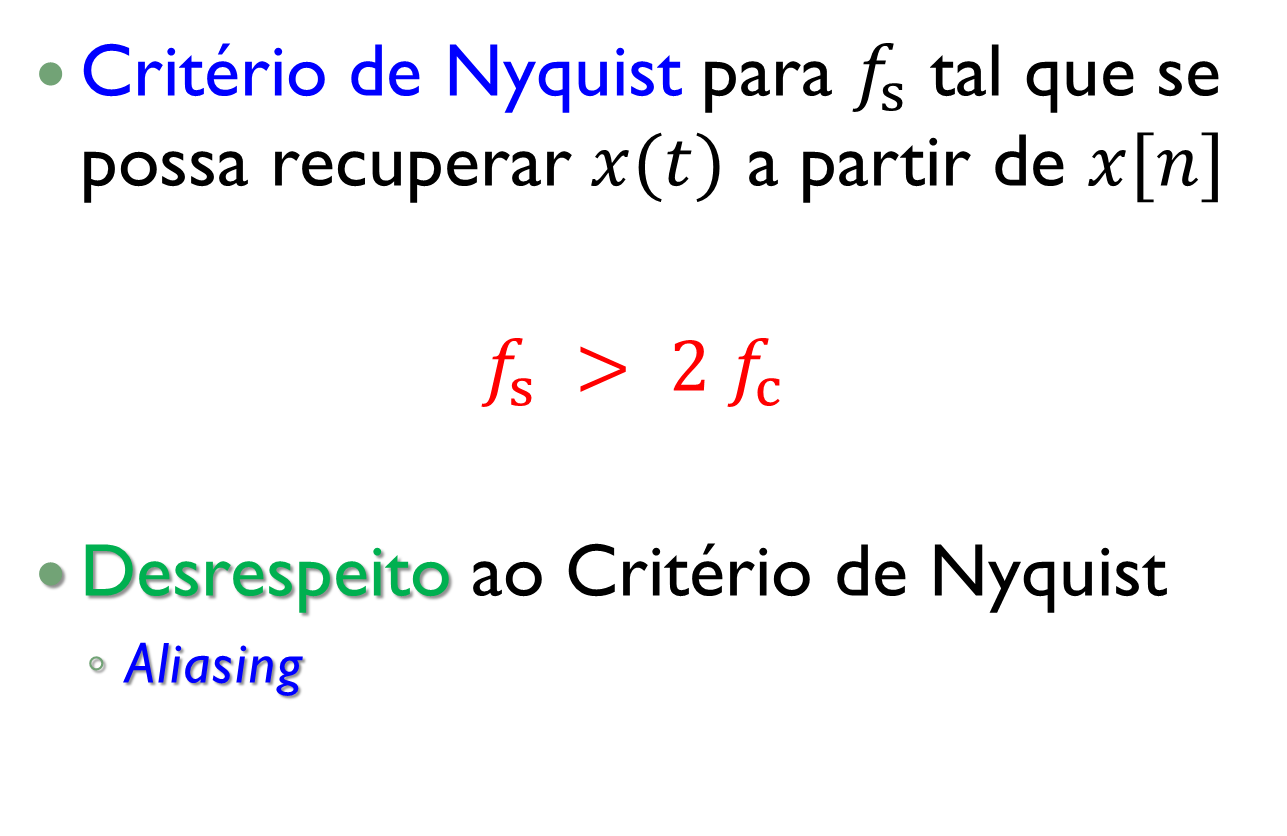 • Critério de Nyquist para fs tal que se
possa recuperar x(t) a partir de x[n]
fs > 2 fc
• Desrespeito ao Critério de Nyquist
◦ Aliasing